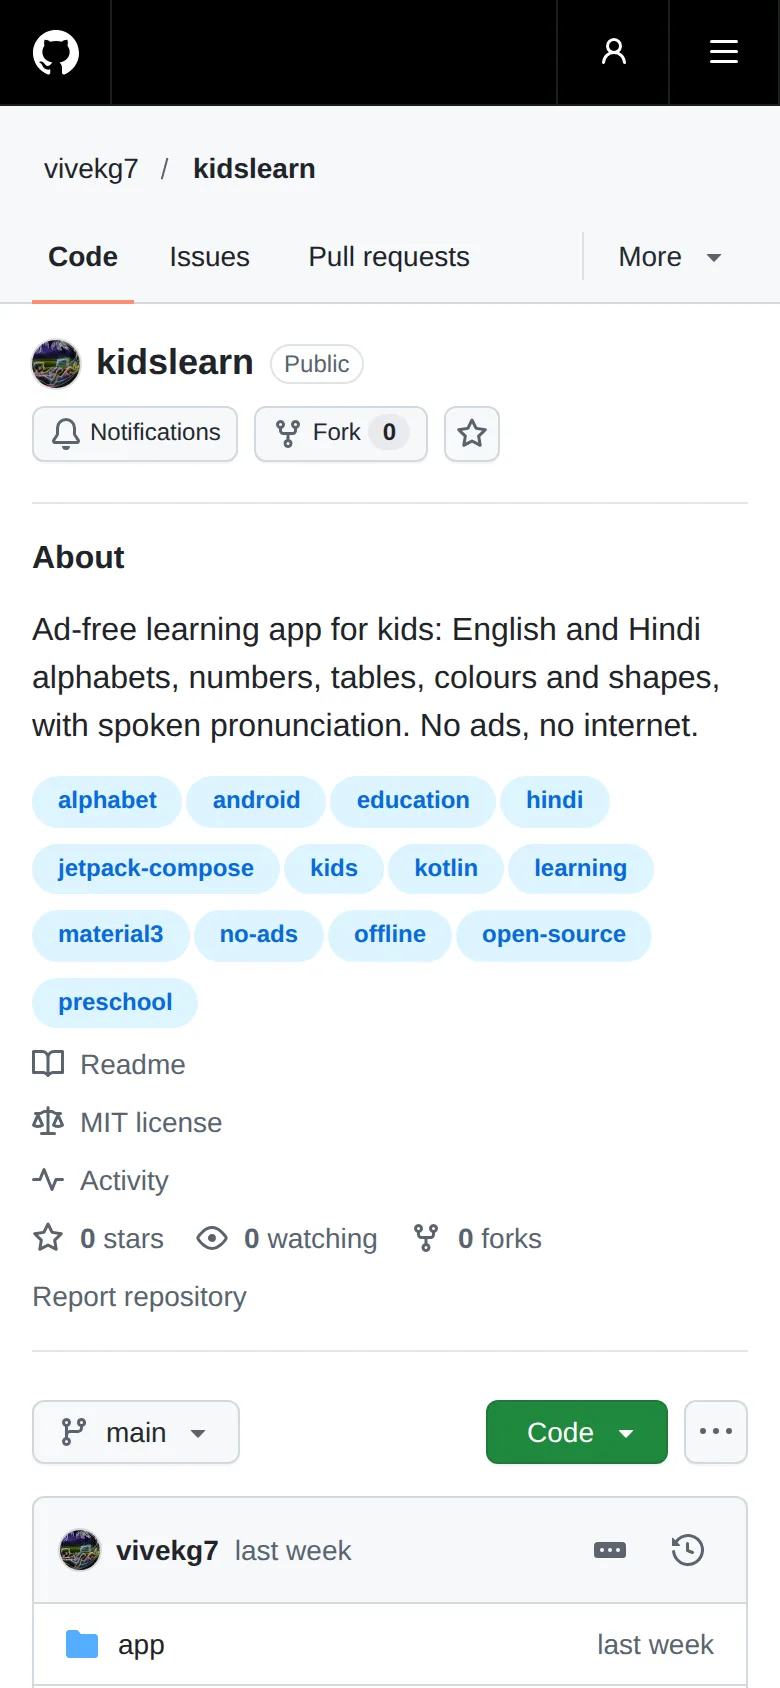 vivekg7 / kidslearn
Code Issues Pull requests More
kidslearn Public
Notifications Fork 0
About
Ad-free learning app for kids: English and Hindi
alphabets, numbers, tables, colours and shapes,
with spoken pronunciation. No ads, no internet.
alphabet android education hindi
jetpack-compose kids kotlin learning
material3 no-ads offline open-source
preschool
Readme
MIT license
Activity
0 stars 0 watching 0 forks
Report repository
main Code
vivekg7 last week
app last week